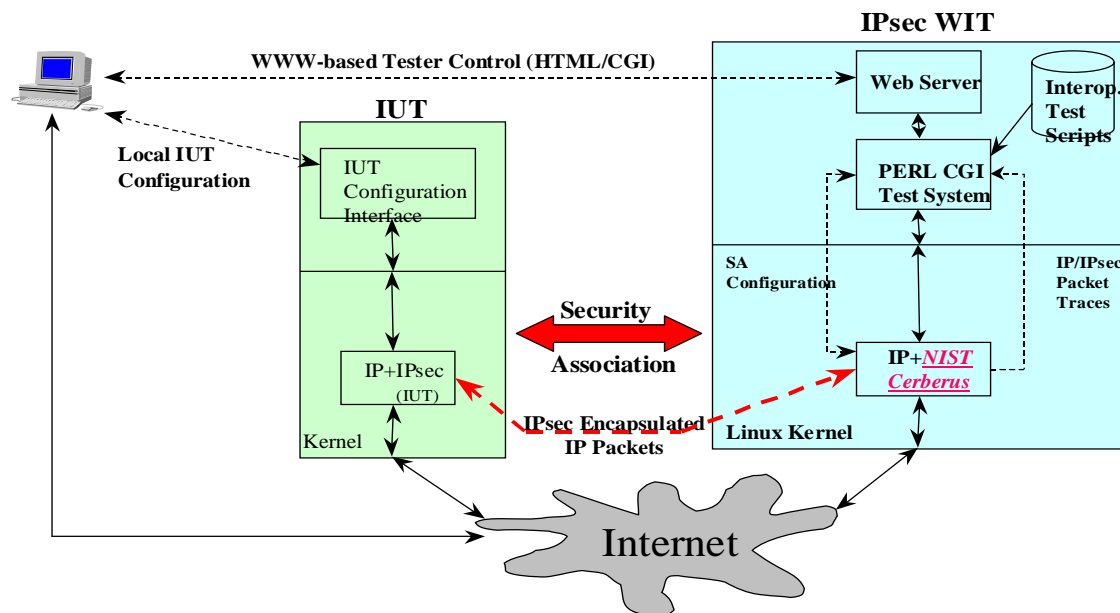 IPsec WIT
WWW-based Tester Control (HTML/CGI)
Web Server
Interop.
Test
Scripts
IUT
Local IUT
Configuration
IUT
Configuration
Interface
PERL CGI
Test System
SA
Configuration
IP/IPsec
Packet
Traces
Security
Association
IP+IPsec
(IUT)
IP+NIST
Cerberus
IPsec Encapsulated
IP Packets
Kernel
Linux Kernel
Internet